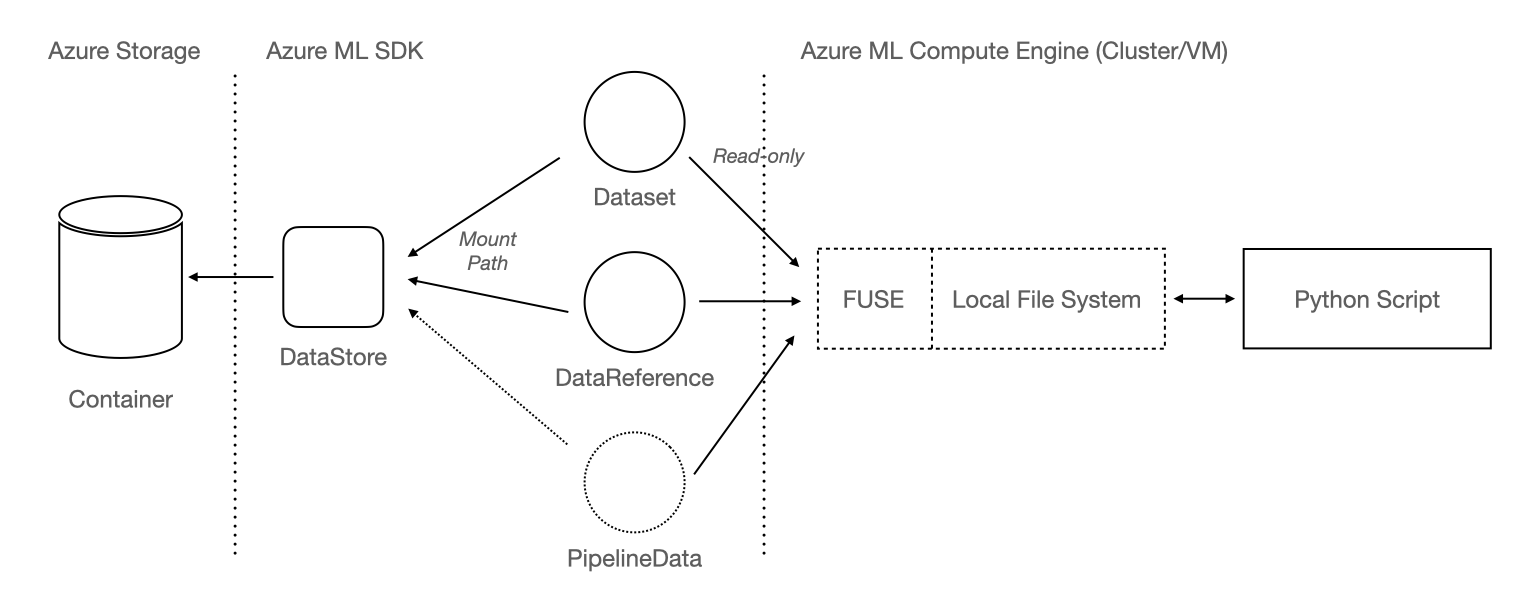 Azure Storage
Azure ML SDK
Azure ML Compute Engine (Cluster/VM)
Read-only
Dataset
Mount
Path
FUSE
Local File System
Python Script
DataStore
DataReference
Container
PipelineData